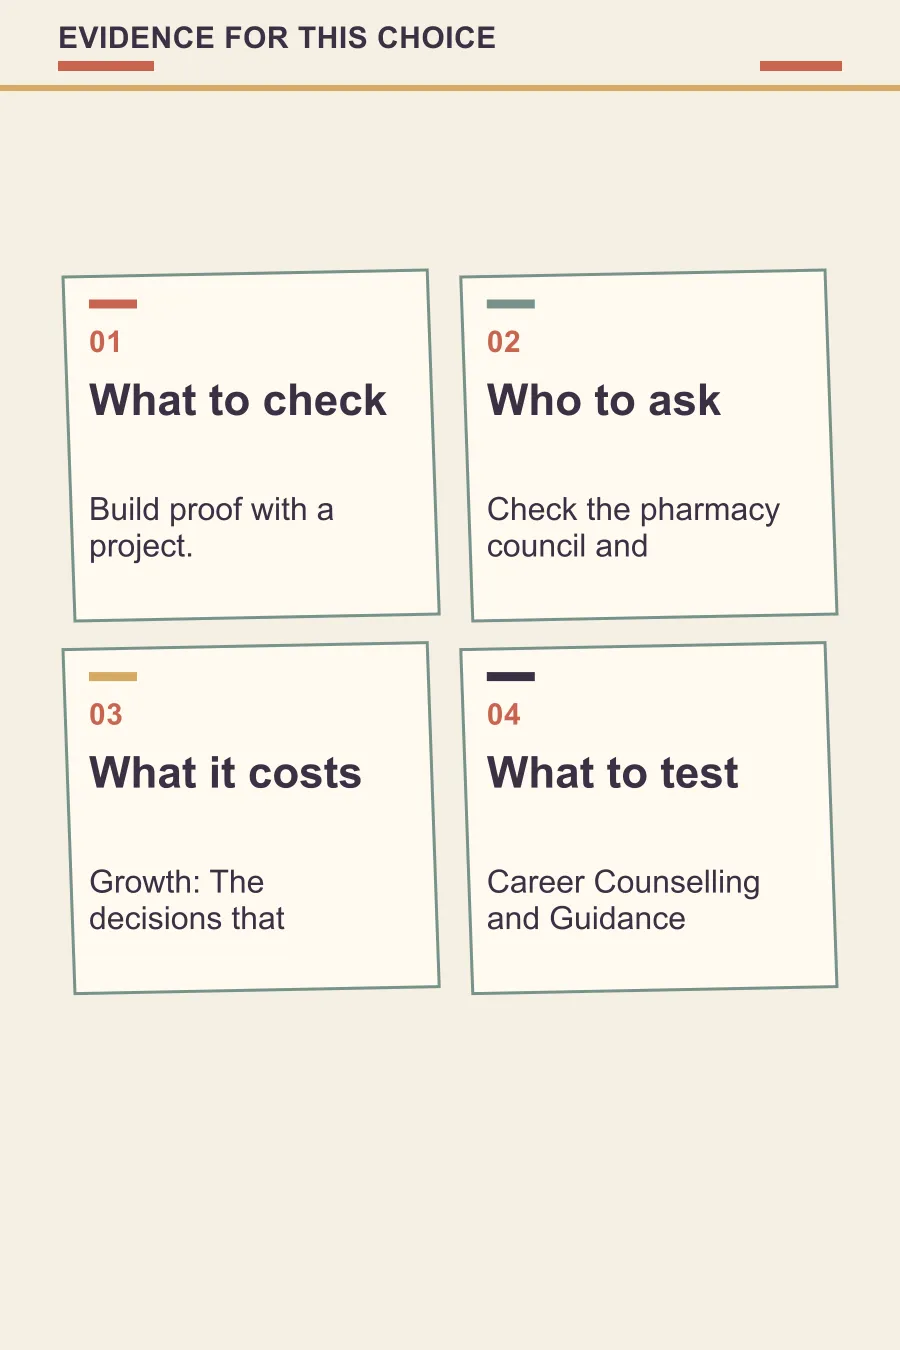 EVIDENCE FOR THIS CHOICE
01
What to check
Build proof with a
project.
02
Who to ask
Check the pharmacy
council and
03
What it costs
Growth: The
decisions that
04
What to test
Career Counselling
and Guidance